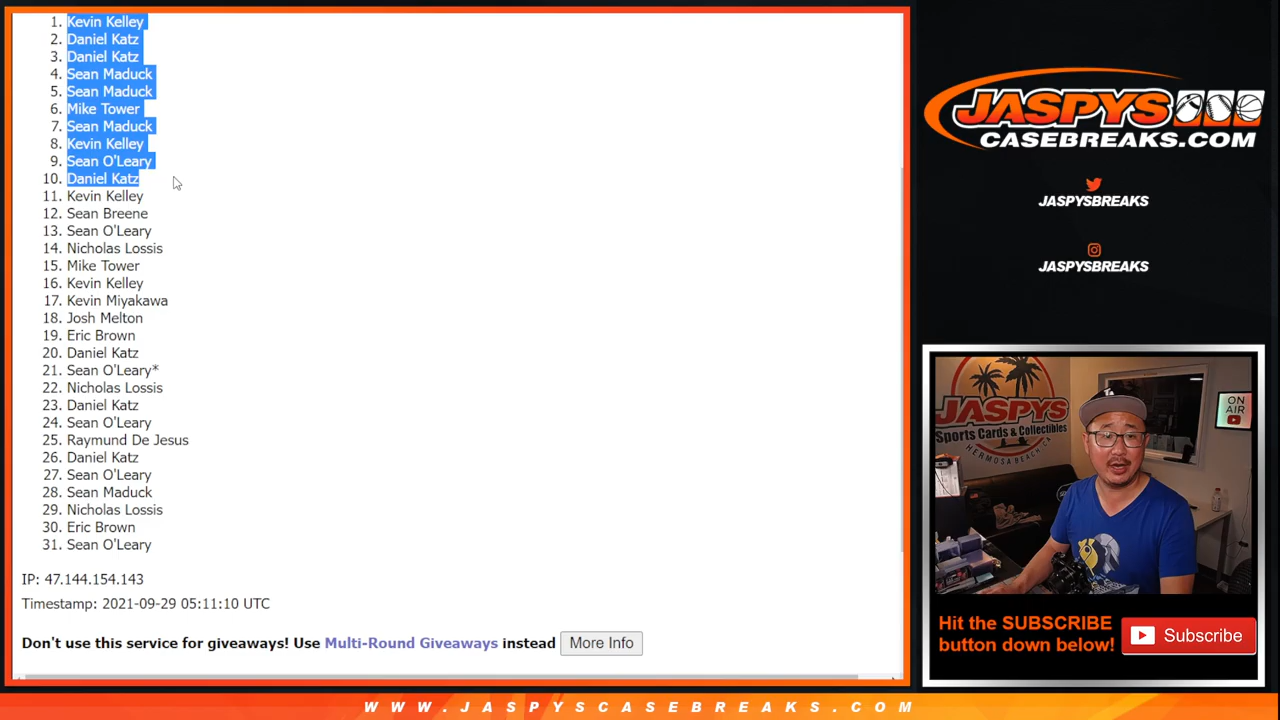 1. Kevin Kelley
2. Daniel Katz
3. Daniel Katz
4. Sean Maduck
5. Sean Maduck
6. Mike Tower
7. Sean Maduck
8. Kevin Kelley
9. Sean O'Leary
10. Daniel Katz
11. Kevin Kelley
12. Sean Breene
13. Sean O'Leary
14. Nicholas Lossis
15. Mike Tower
16. Kevin Kelley
17. Kevin Miyakawa
18. Josh Melton
19. Eric Brown
20. Daniel Katz
21. Sean O'Leary*
22. Nicholas Lossis
23. Daniel Katz
24. Sean O'Leary
25. Raymund De Jesus
26. Daniel Katz
27. Sean O'Leary
28. Sean Maduck
29. Nicholas Lossis
30. Eric Brown
31. Sean O'Leary
IP: 47.144.154.143
Timestamp: 2021-09-29 05:11:10 UTC
Don't use this service for giveaways! Use Multi-Round Giveaways instead More Info
JASPYS
CASEBREAKS.COM
JASPYSBREAKS
JASPYSBREAKS
JASPYS
Sports Cards & Collectibles
HERMOSA BEACH CA
ON
AIR
Hit the SUBSCRIBE
button down below!
Subscribe
WWW.JASPYSCASEBREAKS.COM